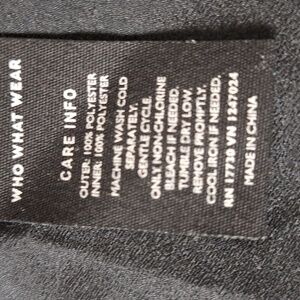 WHO WHAT WEAR
CARE INFO
OUTER: 100% POLYESTER
INNER: 100% POLYESTER
MACHINE WASH COLD
SEPARATELY.
GENTLE CYCLE.
ONLY NON-CHLORINE
BLEACH IF NEEDED.
TUMBLE DRY LOW.
REMOVE PROMPTLY.
COOL IRON IF NEEDED.
RN 17730 VN 1247024
MADE IN CHINA